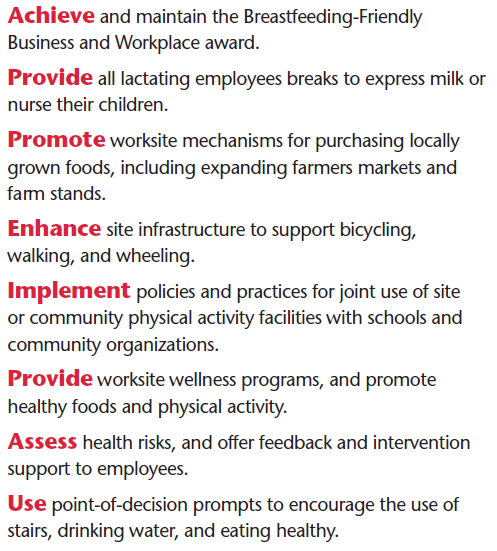 Achieve and maintain the Breastfeeding-Friendly
Business and Workplace award.
Provide all lactating employees breaks to express milk or
nurse their children.
Promote worksite mechanisms for purchasing locally
grown foods, including expanding farmers markets and
farm stands.
Enhance site infrastructure to support bicycling,
walking, and wheeling.
Implement policies and practices for joint use of site
or community physical activity facilities with schools and
community organizations.
Provide worksite wellness programs, and promote
healthy foods and physical activity.
Assess health risks, and offer feedback and intervention
support to employees.
Use point-of-decision prompts to encourage the use of
stairs, drinking water, and eating healthy.